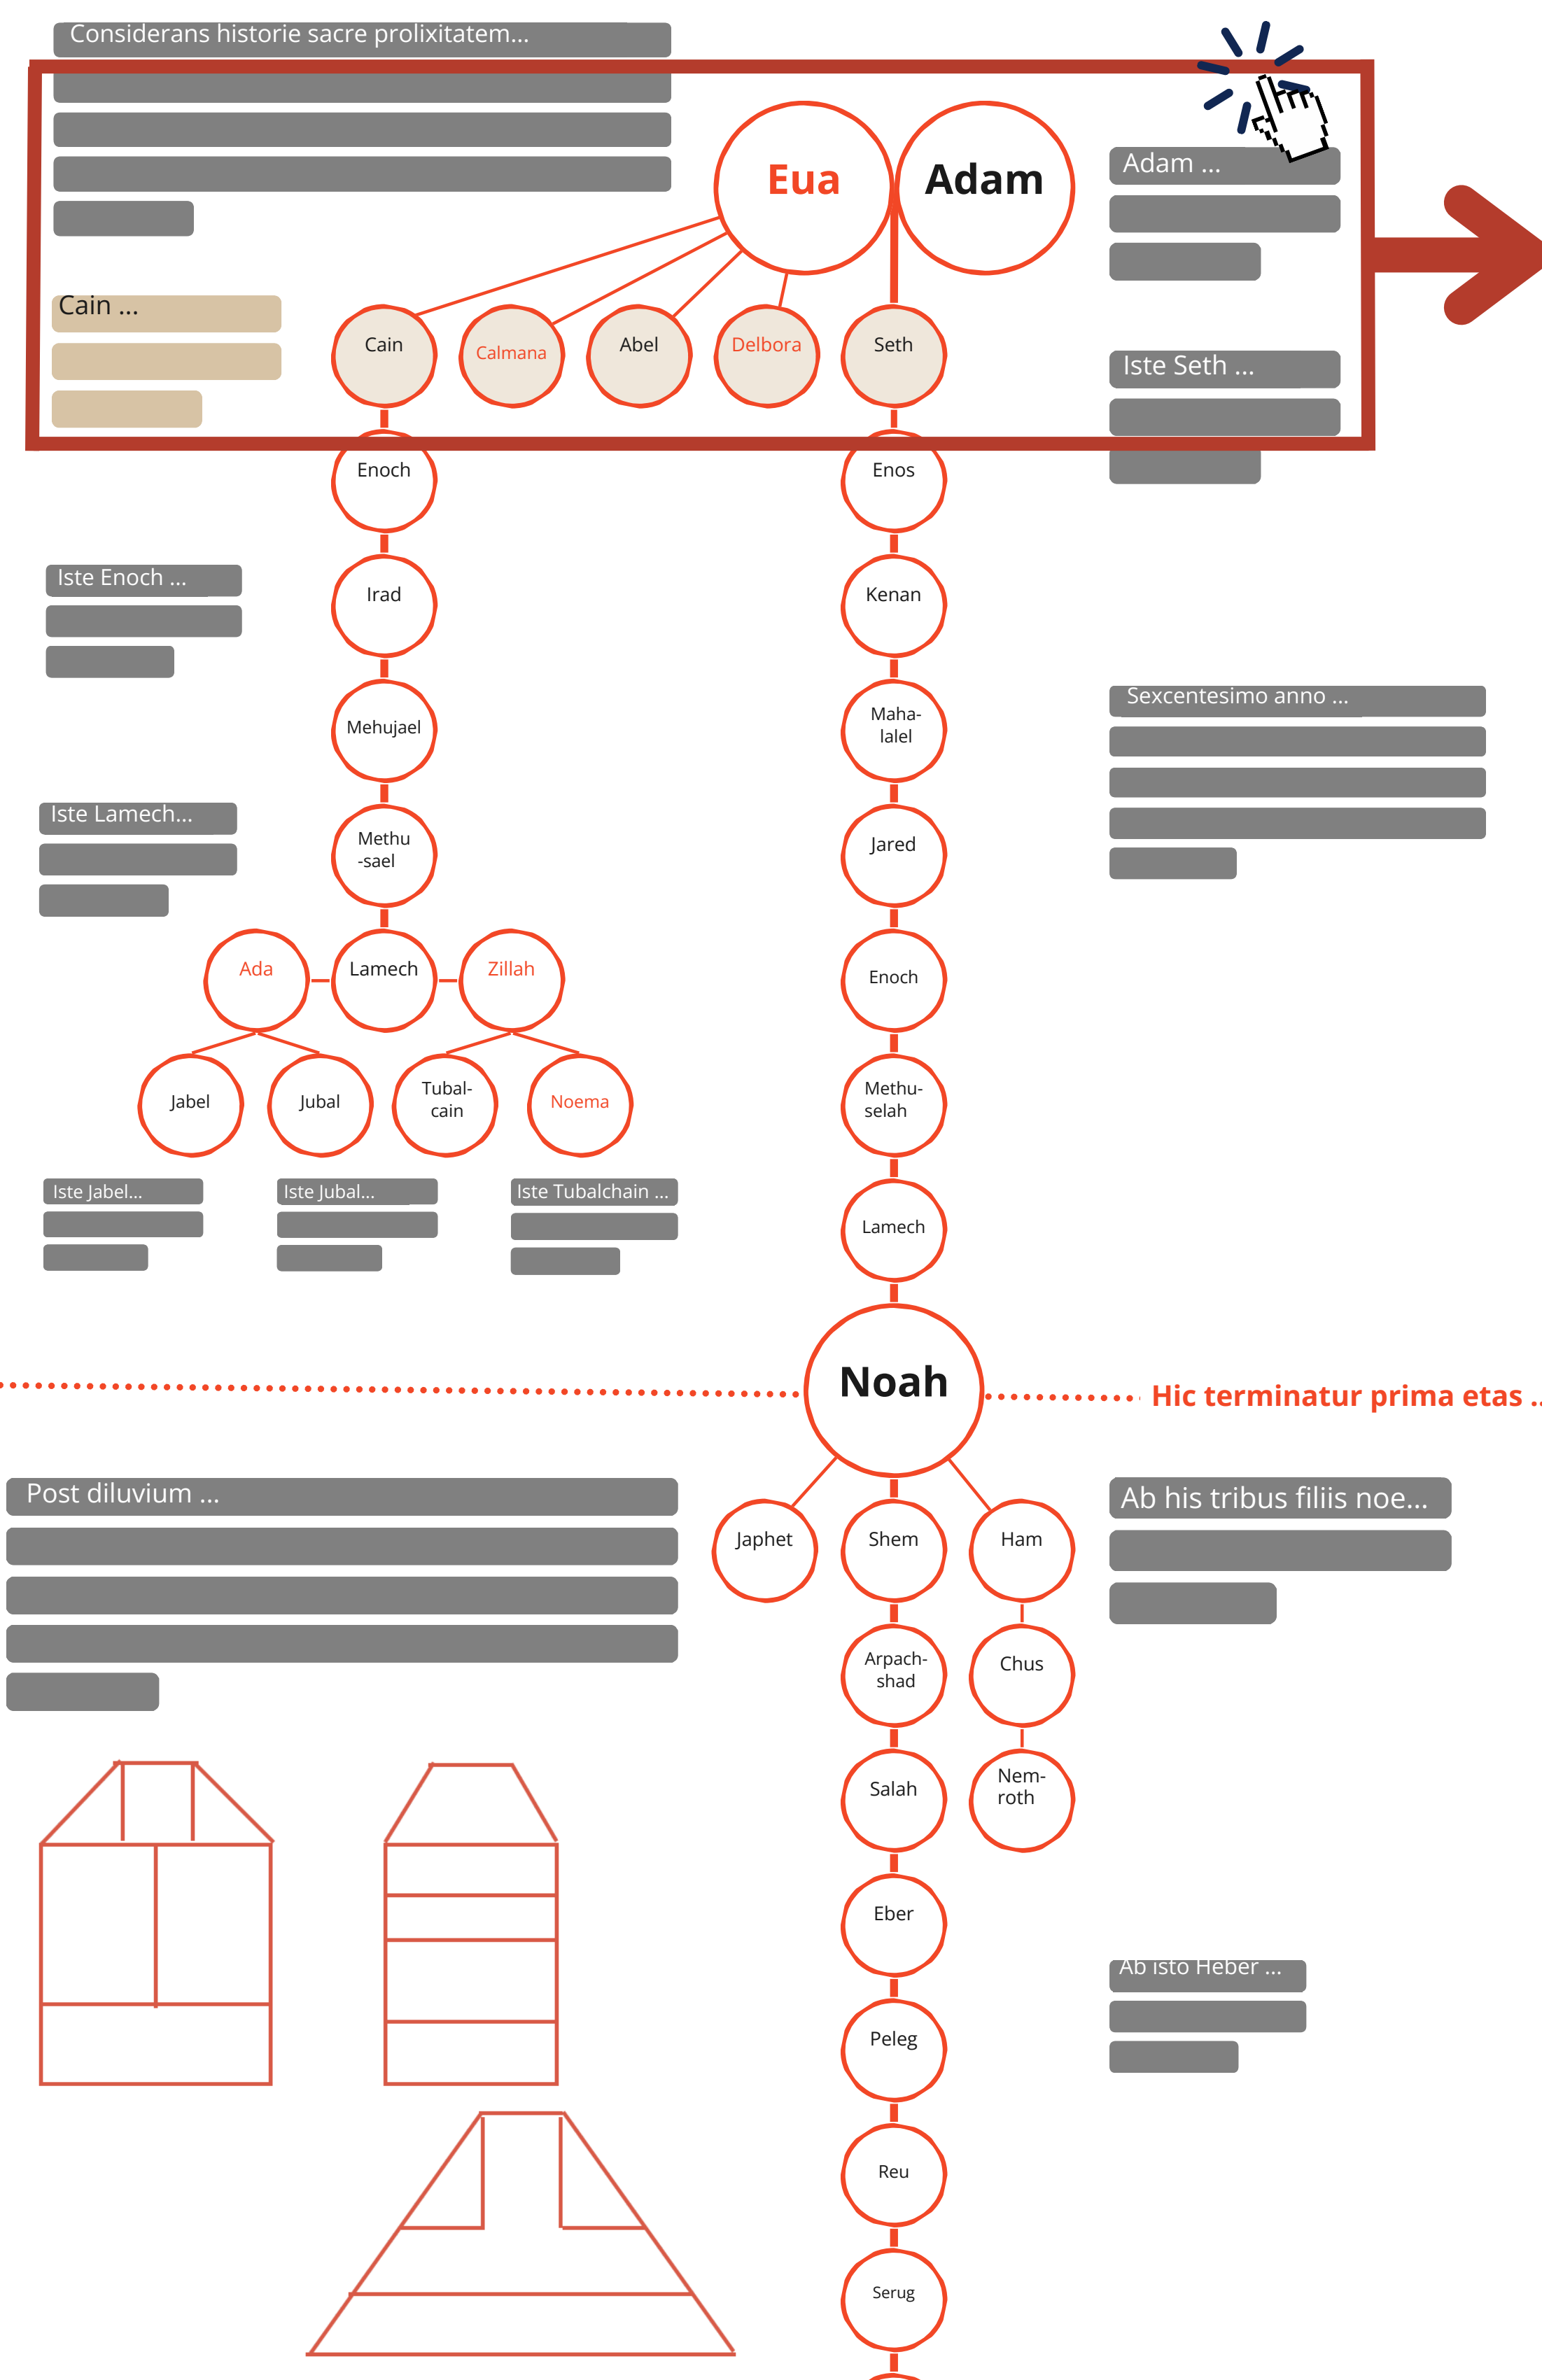 Considerans historie sacre prolixitatem...
Eua
Adam
Adam ...
Cain ...
Cain
Calmana
Abel
Delbora
Seth
Iste Seth ...
Enoch
Enos
Iste Enoch ...
Irad
Kenan
Mehujael
Maha-
lalel
Sexcentesimo anno ...
Iste Lamech...
Methu
-sael
Jared
Ada
Lamech
Zillah
Enoch
Jabel
Jubal
Tubal-
cain
Noema
Methu-
selah
Iste Jabel...
Iste Jubal...
Iste Tubalchain ...
Lamech
Noah
Hic terminatur prima etas ..
Post diluvium ...
Ab his tribus filiis noe...
Japhet
Shem
Ham
Arpach-
shad
Chus
Salah
Nem-
roth
Eber
Ab isto Heber ...
Peleg
Reu
Serug